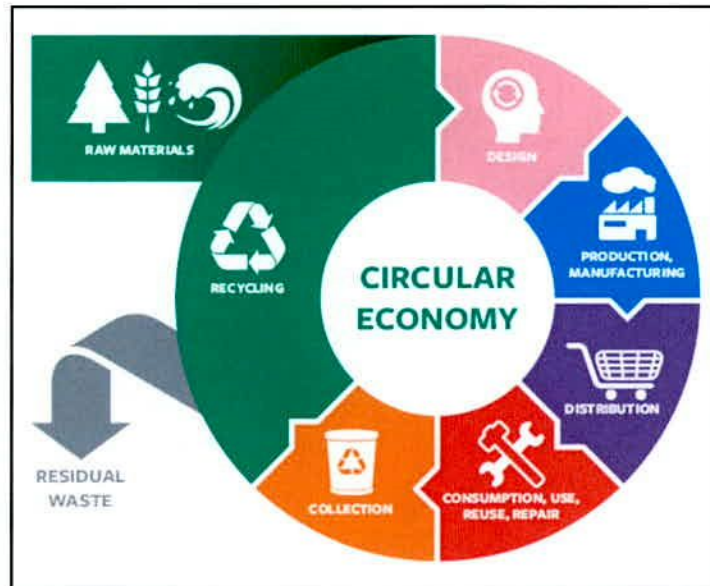 RAW MATERIALS
DESIGN
PRODUCTION,
MANUFACTURING
RECYCLING
CIRCULAR
ECONOMY
DISTRIBUTION
RESIDUAL
WASTE
COLLECTION
CONSUMPTION, USE,
REUSE, REPAIR